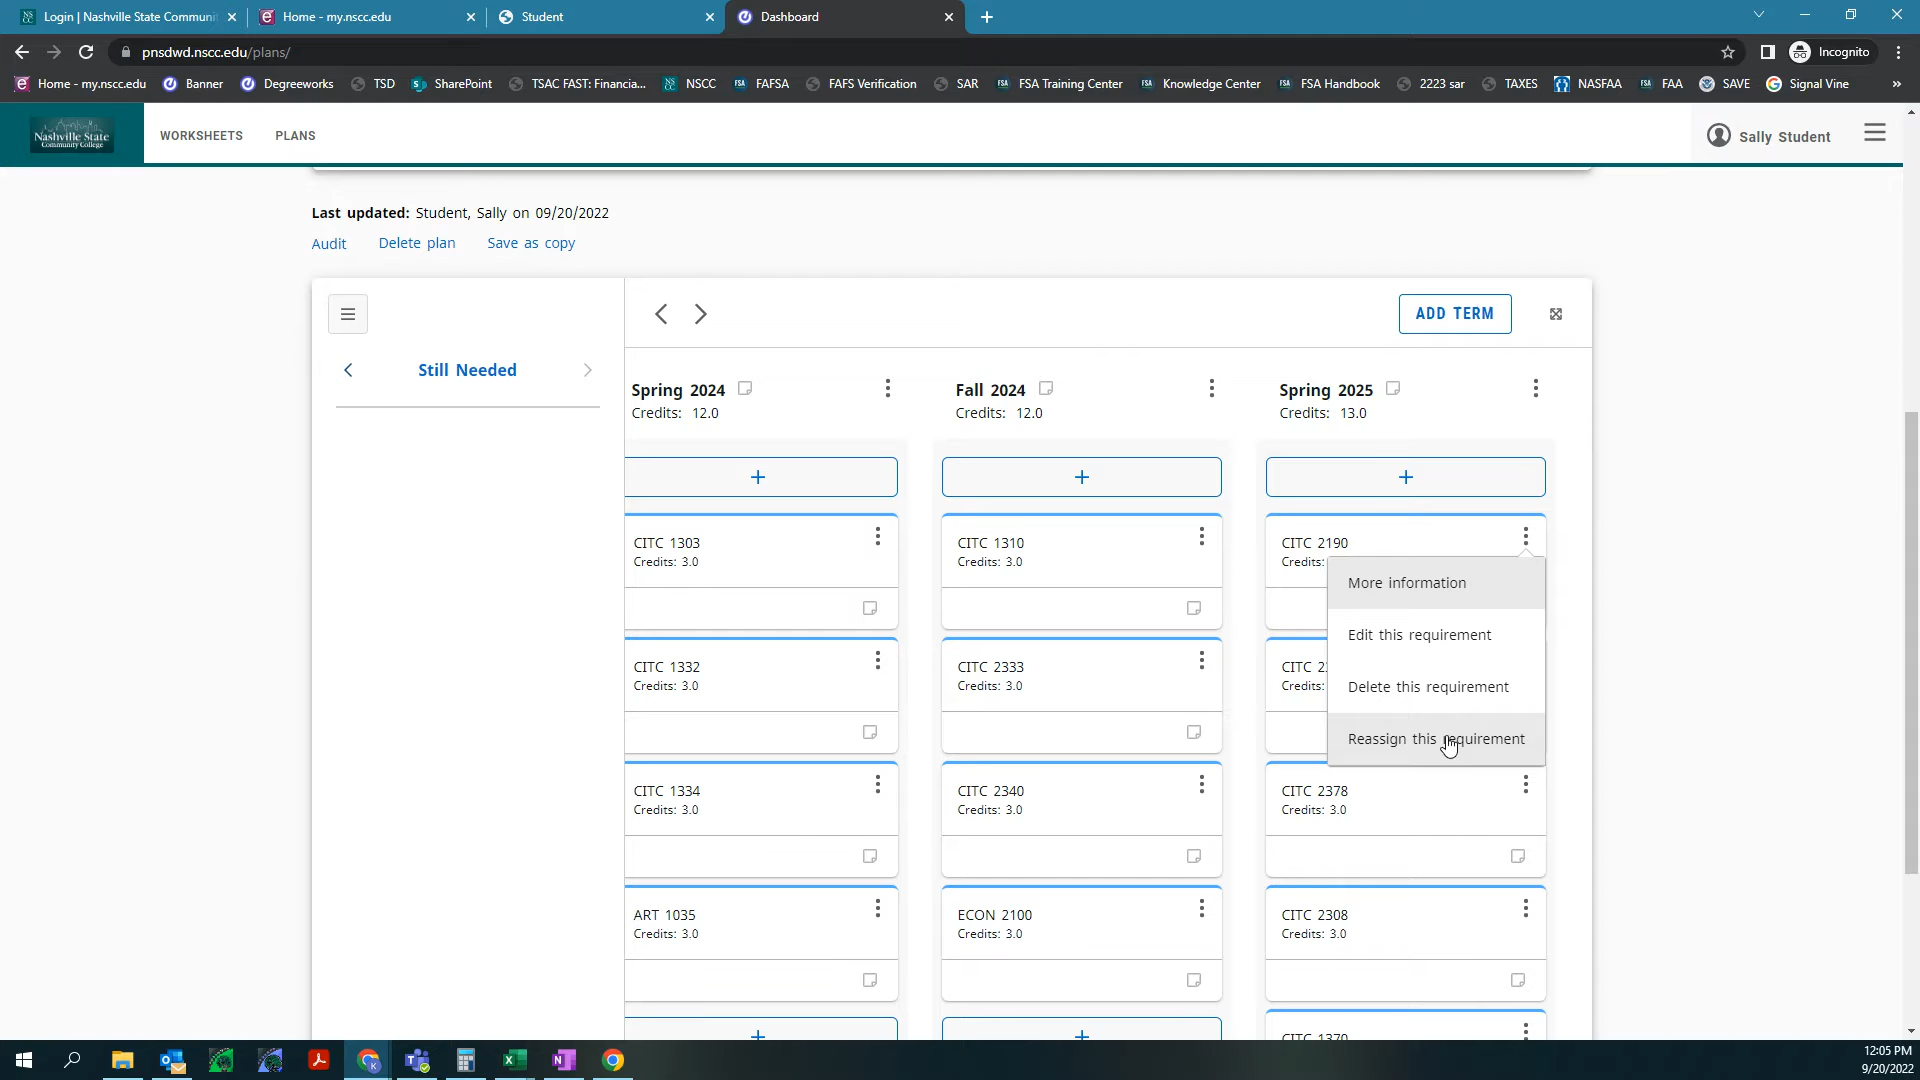 Login | Nashville State Communi
Home - my.nscc.edu
Student
Dashboard
pnsdwd.nscc.edu/plans/
Incognito
Home - my.nscc.edu
Banner
Degreeworks
TSD
SharePoint
TSAC FAST: Financia...
NSCC
FAFSA
FAFS Verification
SAR
FSA Training Center
Knowledge Center
FSA Handbook
2223 sar
TAXES
NASFAA
FAA
SAVE
Signal Vine
»
Nashville State
Community College
WORKSHEETS
PLANS
Sally Student
Last updated: Student, Sally on 09/20/2022
Audit
Delete plan
Save as copy
ADD TERM
Still Needed
Spring 2024
Credits: 12.0
Fall 2024
Credits: 12.0
Spring 2025
Credits: 13.0
+
+
+
CITC 1303
Credits: 3.0
CITC 1310
Credits: 3.0
CITC 2190
Credits:
More information
Edit this requirement
Delete this requirement
Reassign this requirement
CITC 1332
Credits: 3.0
CITC 2333
Credits: 3.0
Credits:
CITC 1334
Credits: 3.0
CITC 2340
Credits: 3.0
CITC 2378
Credits: 3.0
ART 1035
Credits: 3.0
ECON 2100
Credits: 3.0
CITC 2308
Credits: 3.0
+
+
CITC 1370
12:05 PM
9/20/2022